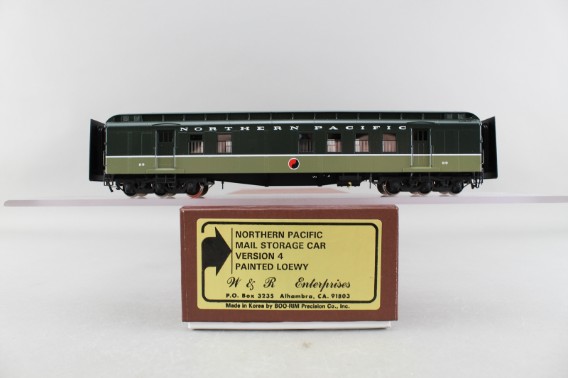 NORTHERN PACIFIC
NORTHERN PACIFIC
MAIL STORAGE CAR
VERSION 4
PAINTED LOEWY
W & R Enterprises
P.O. Box 3235 Alhambra, CA. 91803
Made in Korea by BOO-RIM Precision Co., Inc.